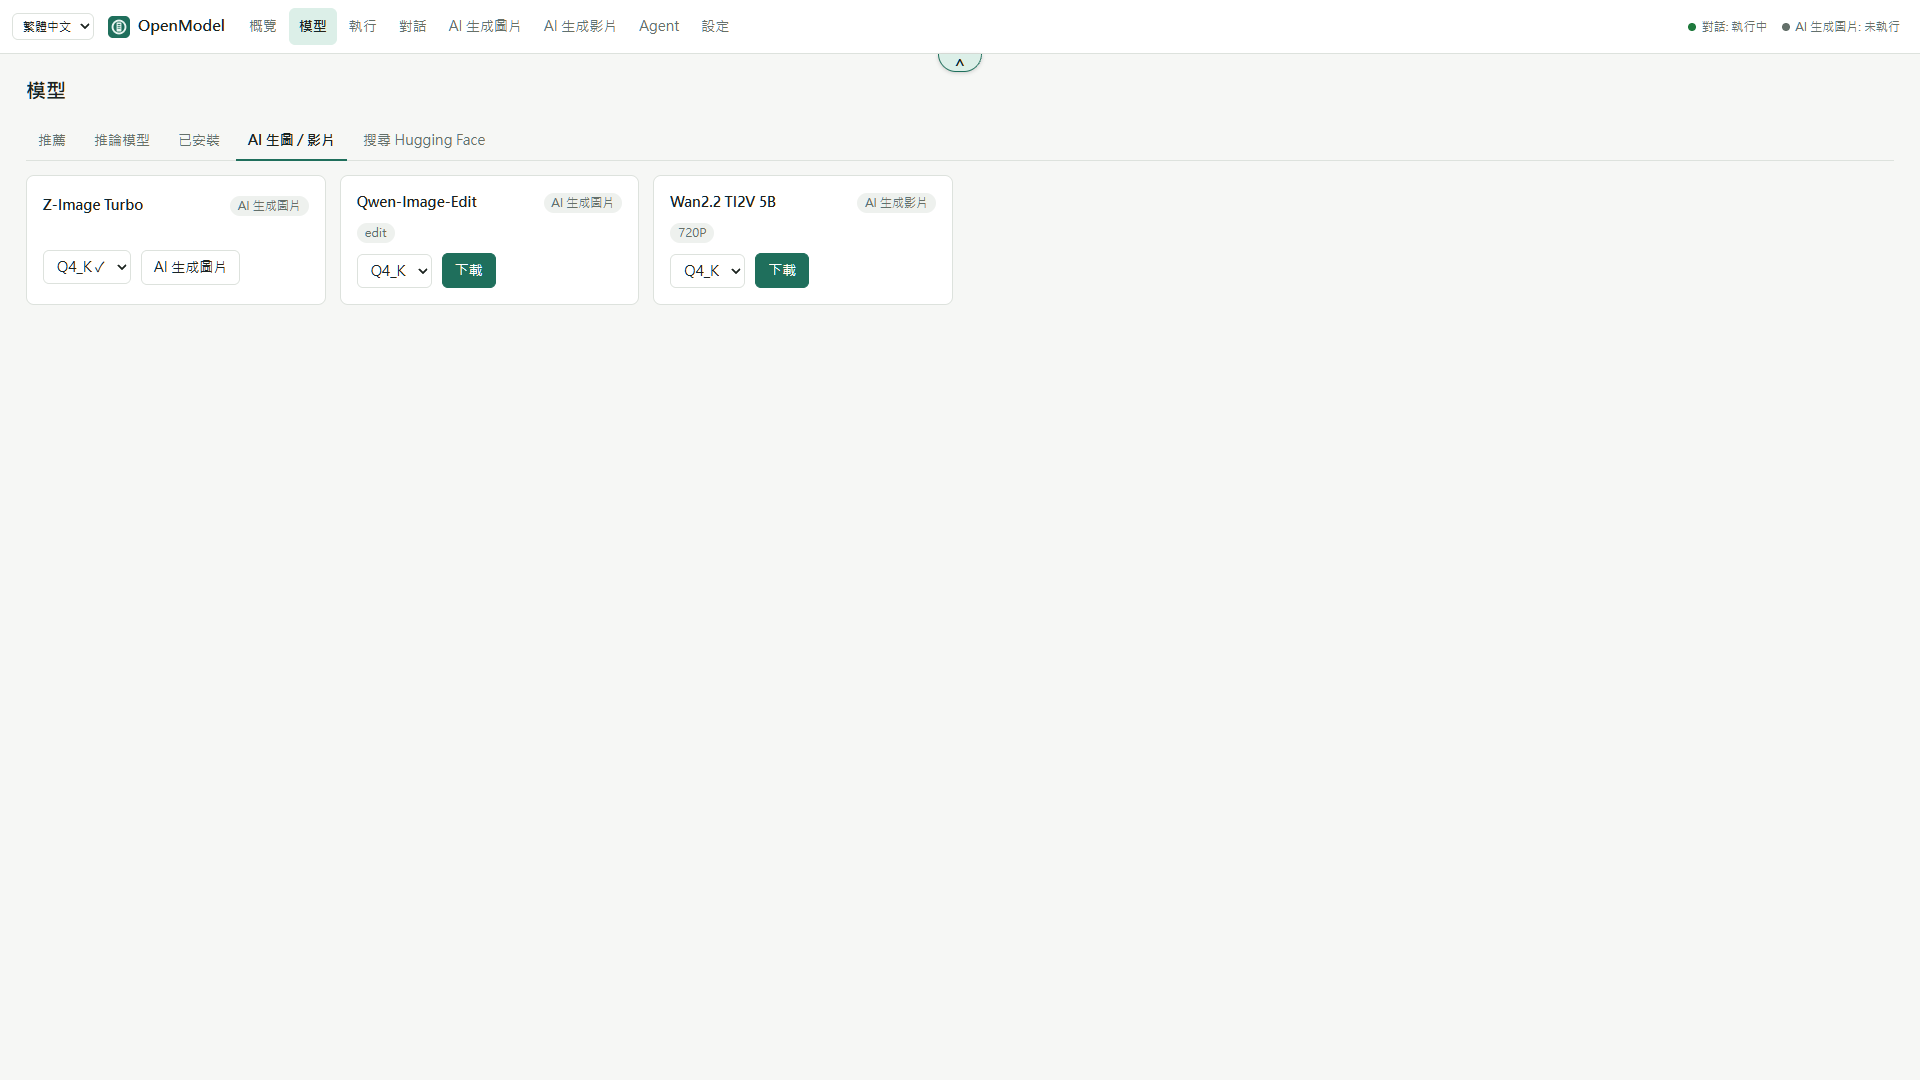 繁體中文 OpenModel 概覽 模型 執行 對話 AI 生成圖片 AI 生成影片 Agent 設定 對話: 執行中 AI 生成圖片: 未執行
模型
推薦 推論模型 已安裝 AI 生圖 / 影片 搜尋 Hugging Face
Z-Image Turbo AI 生成圖片
Q4_K✓ AI 生成圖片
Qwen-Image-Edit AI 生成圖片
edit
Q4_K 下載
Wan2.2 TI2V 5B AI 生成影片
720P
Q4_K 下載